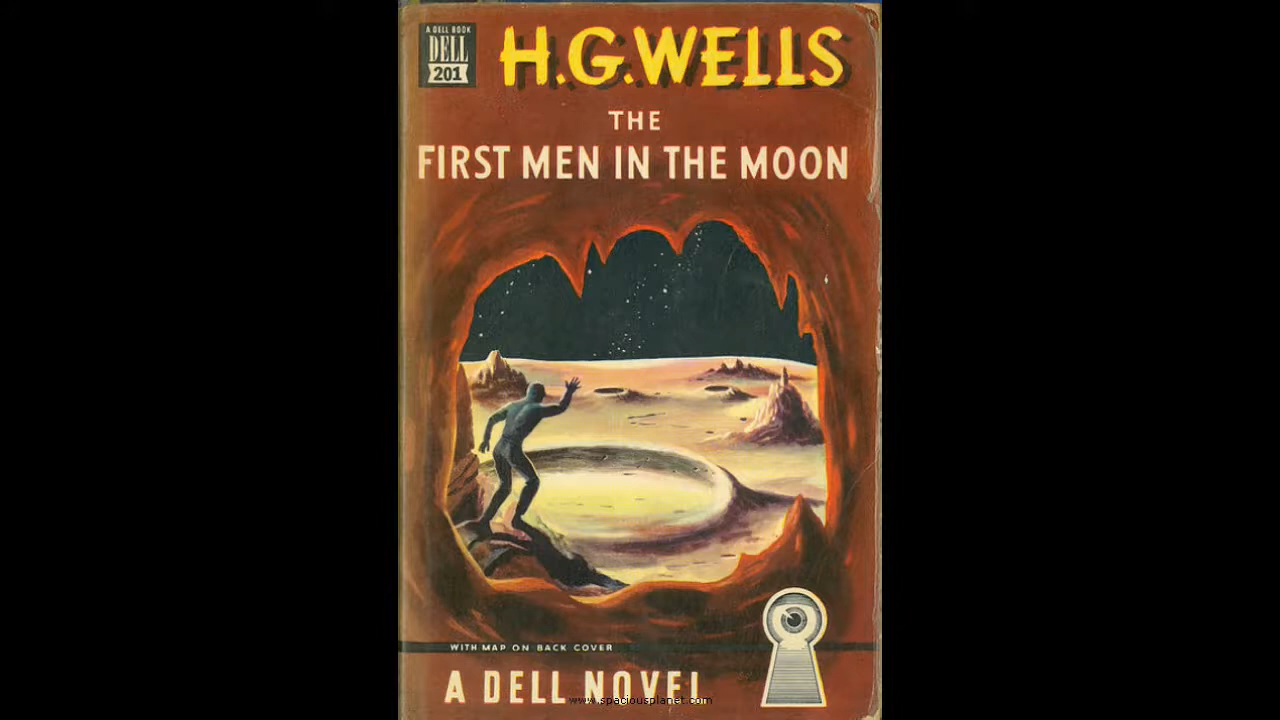 A DELL BOOK
DELL
201
H.G.WELLS
THE
FIRST MEN IN THE MOON
WITH MAP ON BACK COVER
A DELL NOVEL
www.spaciousplanet.com